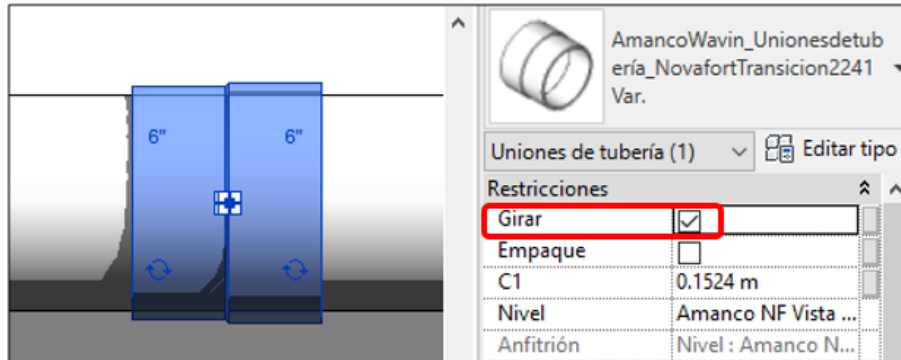 6" 6"
AmancoWavin_Unionesdetub
ería_NovafortTransicion2241
Var.
Uniones de tubería (1) Editar tipo
Restricciones
Girar
Empaque
C1 0.1524 m
Nivel Amanco NF Vista ...
Anfitrión Nivel : Amanco N...